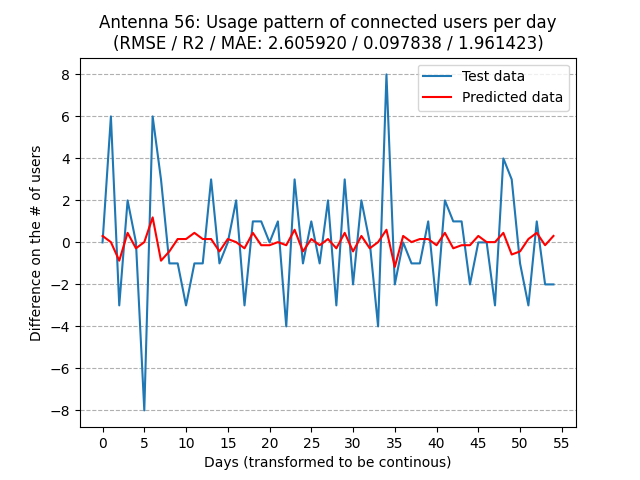 Antenna 56: Usage pattern of connected users per day
(RMSE / R2 / MAE: 2.605920 / 0.097838 / 1.961423)
Test data
Predicted data
Difference on the # of users
8
6
4
2
0
−2
−4
−6
−8
0 5 10 15 20 25 30 35 40 45 50 55
Days (transformed to be continous)